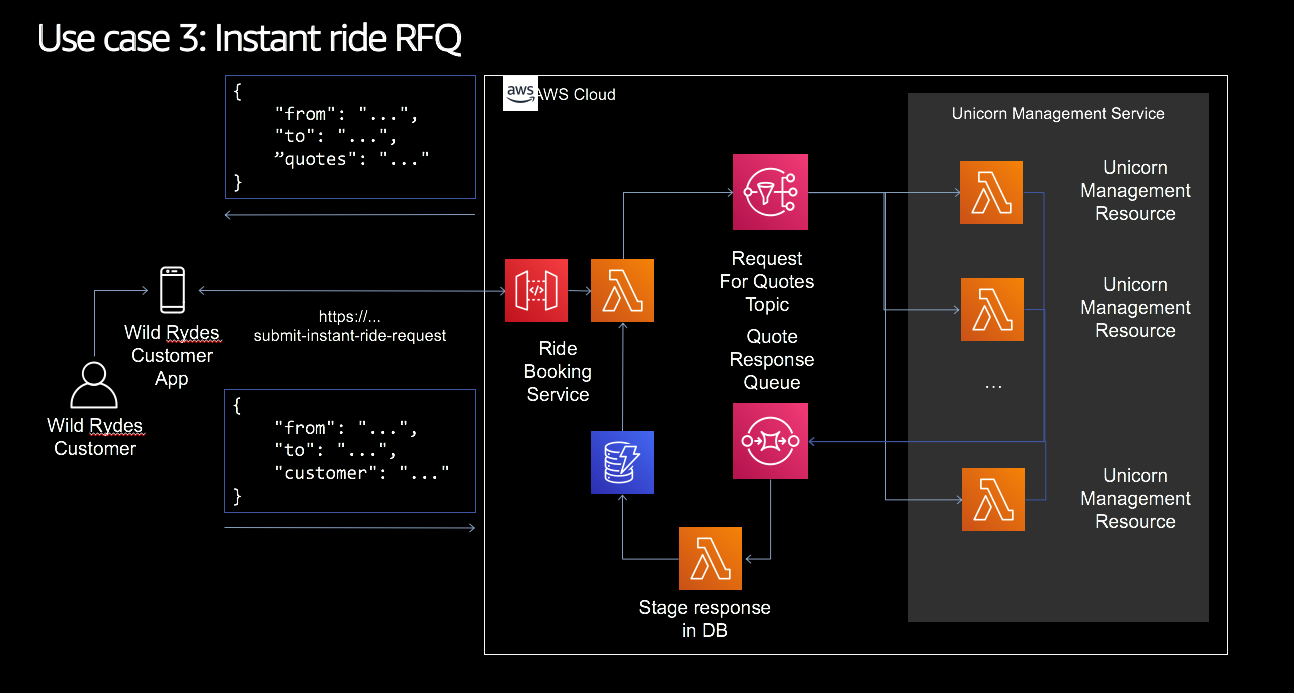 Use case 3: Instant ride RFQ
{
"from": "...",
"to": "...",
”quotes": "..."
}
aws
AWS Cloud
Unicorn Management Service
Unicorn
Management
Resource
Request
For Quotes
Topic
Unicorn
Management
Resource
https://...
submit-instant-ride-request
Wild Rydes
Customer
App
Ride
Booking
Service
Quote
Response
Queue
...
{
"from": "...",
"to": "...",
"customer": "..."
}
Wild Rydes
Customer
Unicorn
Management
Resource
Stage response
in DB